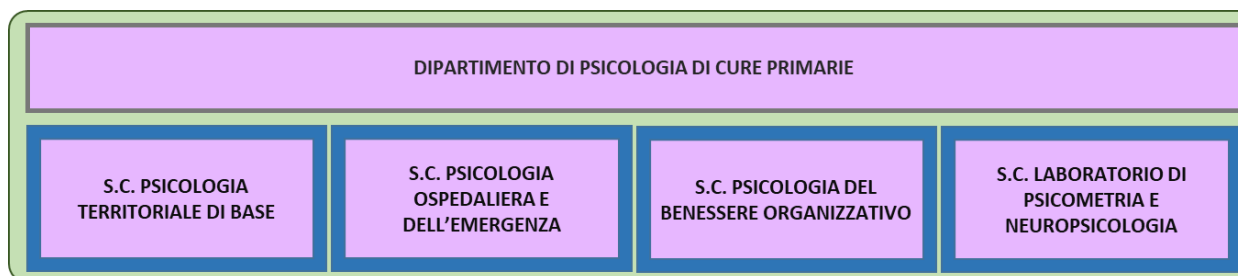 DIPARTIMENTO DI PSICOLOGIA DI CURE PRIMARIE
S.C. PSICOLOGIA
TERRITORIALE DI BASE
S.C. PSICOLOGIA
OSPEDALIERA E
DELL’EMERGENZA
S.C. PSICOLOGIA DEL
BENESSERE ORGANIZZATIVO
S.C. LABORATORIO DI
PSICOMETRIA E
NEUROPSICOLOGIA